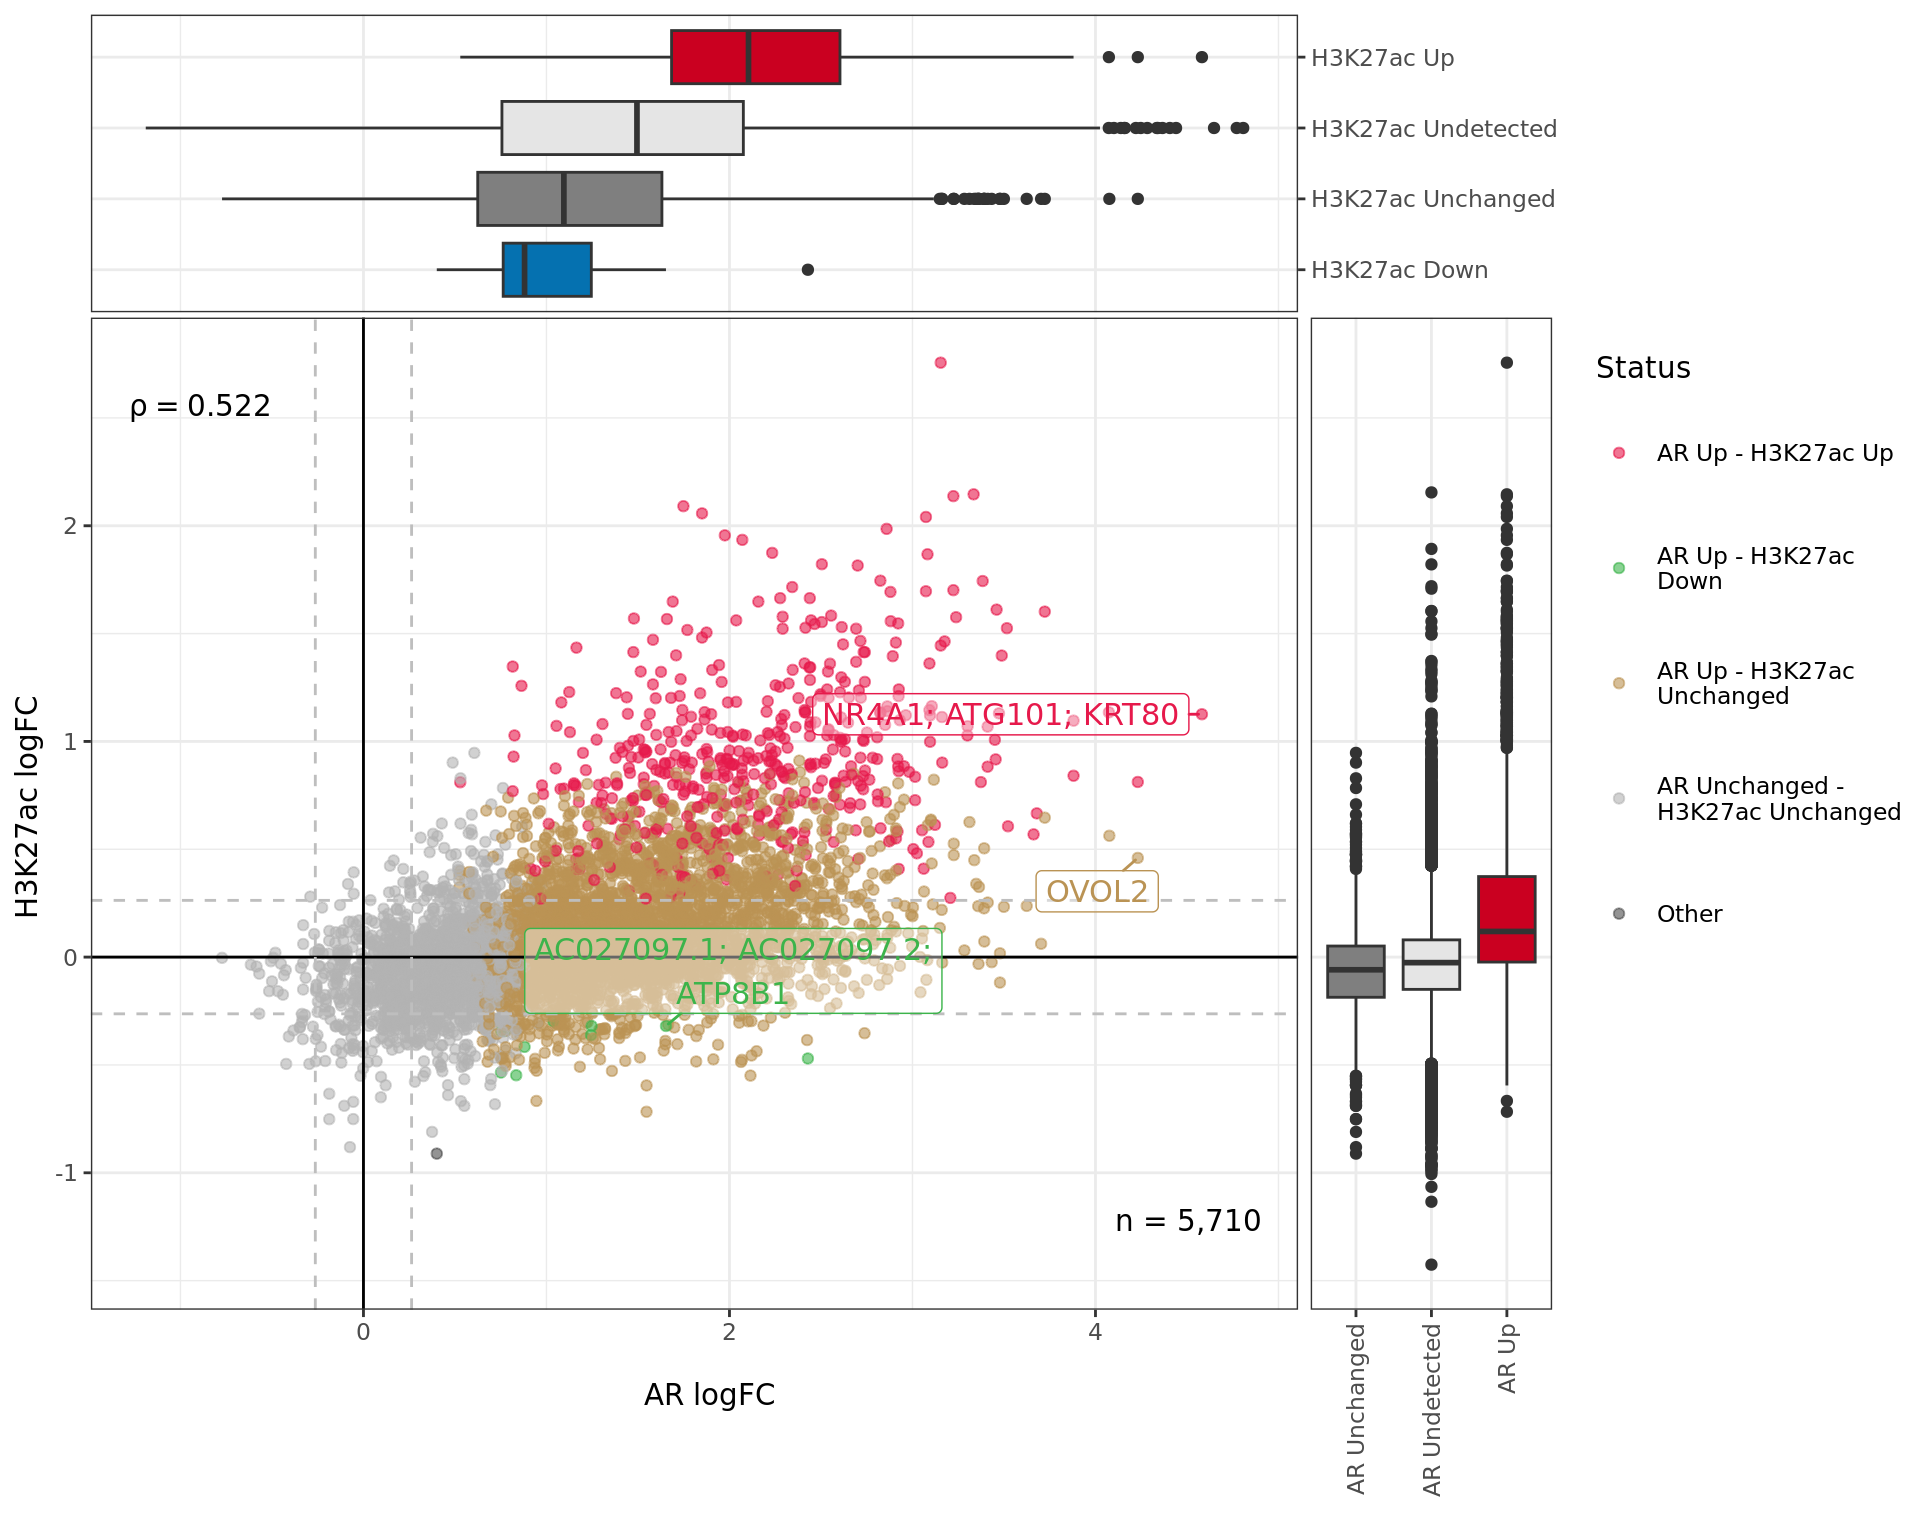 H3K27ac Up
H3K27ac Undetected
H3K27ac Unchanged
H3K27ac Down
ρ = 0.522
NR4A1; ATG101; KRT80
OVOL2
AC027097.1; AC027097.2;
ATP8B1
n = 5,710
H3K27ac logFC
2
1
0
-1
0
2
4
AR logFC
AR Unchanged
AR Undetected
AR Up
Status
AR Up - H3K27ac Up
AR Up - H3K27ac
Down
AR Up - H3K27ac
Unchanged
AR Unchanged -
H3K27ac Unchanged
Other